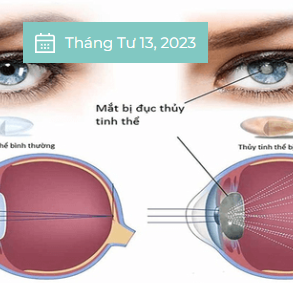 Tháng Tư 13, 2023
Mắt bị đục thủy
tinh thể
thể bình thường
Thủy tinh thể b